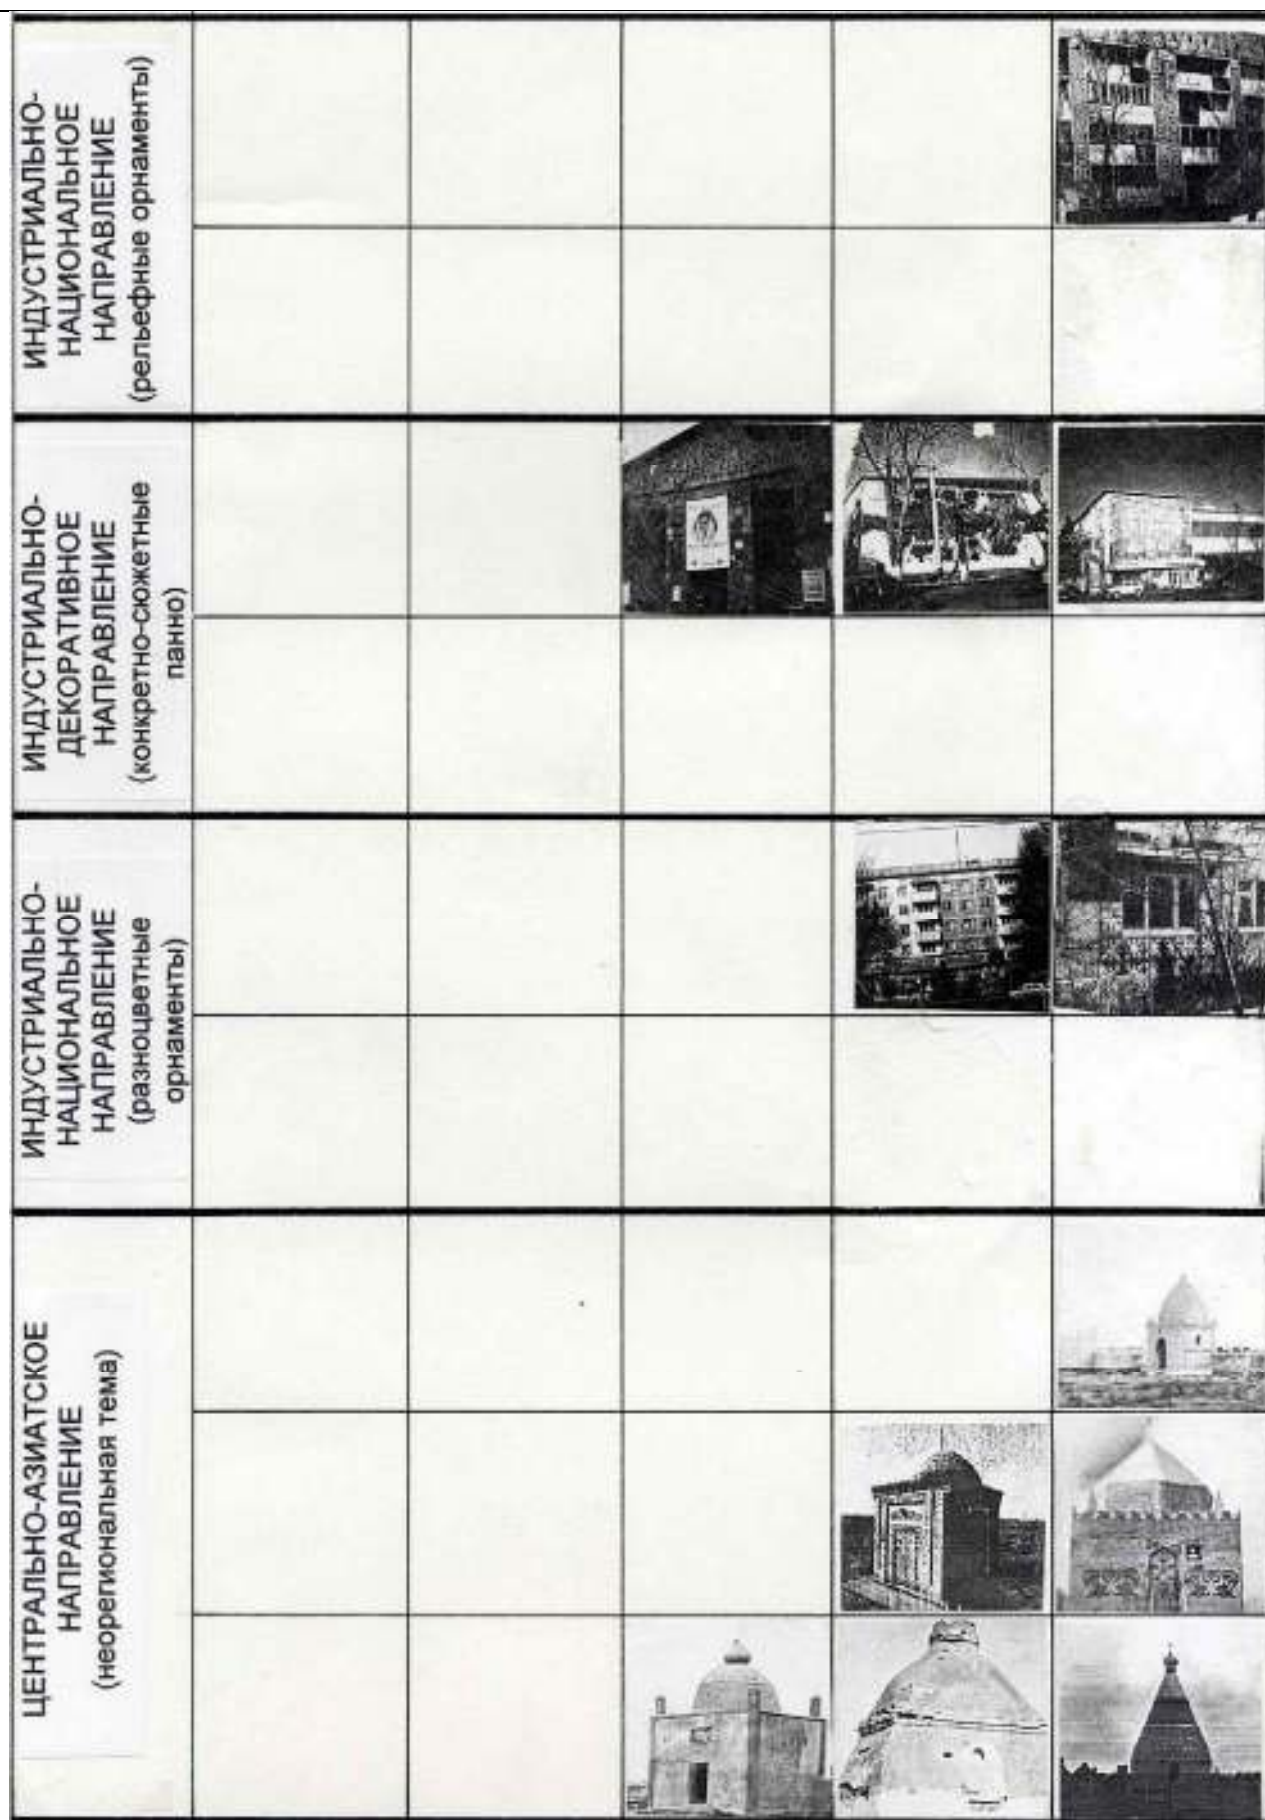 ИНДУСТРИАЛЬНО-
НАЦИОНАЛЬНОЕ
НАПРАВЛЕНИЕ
(рельефные орнаменты)
ИНДУСТРИАЛЬНО-
ДЕКОРАТИВНОЕ
НАПРАВЛЕНИЕ
(конкретно-сюжетные
панно)
ИНДУСТРИАЛЬНО-
НАЦИОНАЛЬНОЕ
НАПРАВЛЕНИЕ
(разноцветные
орнаменты)
ЦЕНТРАЛЬНО-АЗИАТСКОЕ
НАПРАВЛЕНИЕ
(неорегиональная тема)